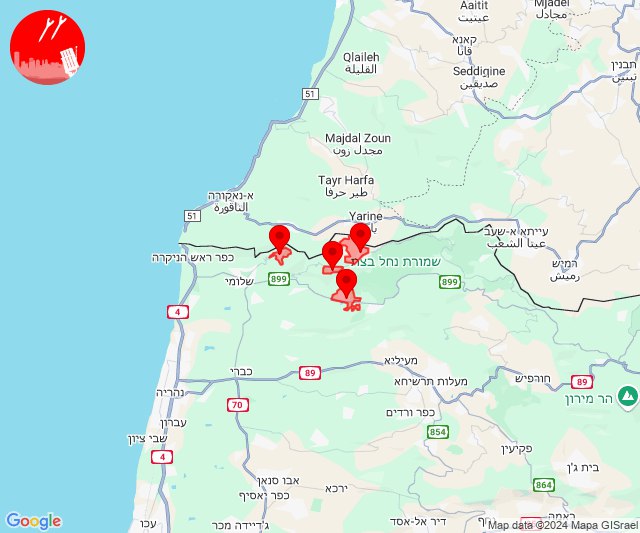 Aaitit
عيتيت
Mjadel
مجادل
כַּאנא
قانا
Qlaileh
القليلة
תבנין
تبنين
Seddiqine
صديقين
51
Majdal Zoun
مجدل زون
Tayr Harfa
طير حرفا
א-נאקורה
الناقورة
Yarine
51
עייתא א-שעב
عيتا الشعب
רמיש
رميش
כפר ראש הניקרה
שמורת נחל בצת
שלומי
899
899
4
מעיליא
כברי
89
מעלות תרשיחא
חורפיש
89
הר מירון
נהריה
70
כפר ורדים
עברון
שבי ציון
854
פקיעין
4
בית ג'ן
אבו סנאן
ירכא
כפר יאסיף
864
ראמה
עכו
ג'דיידה מכר
דיר אל-אסד
Google
Map data ©2024 Mapa GISrael